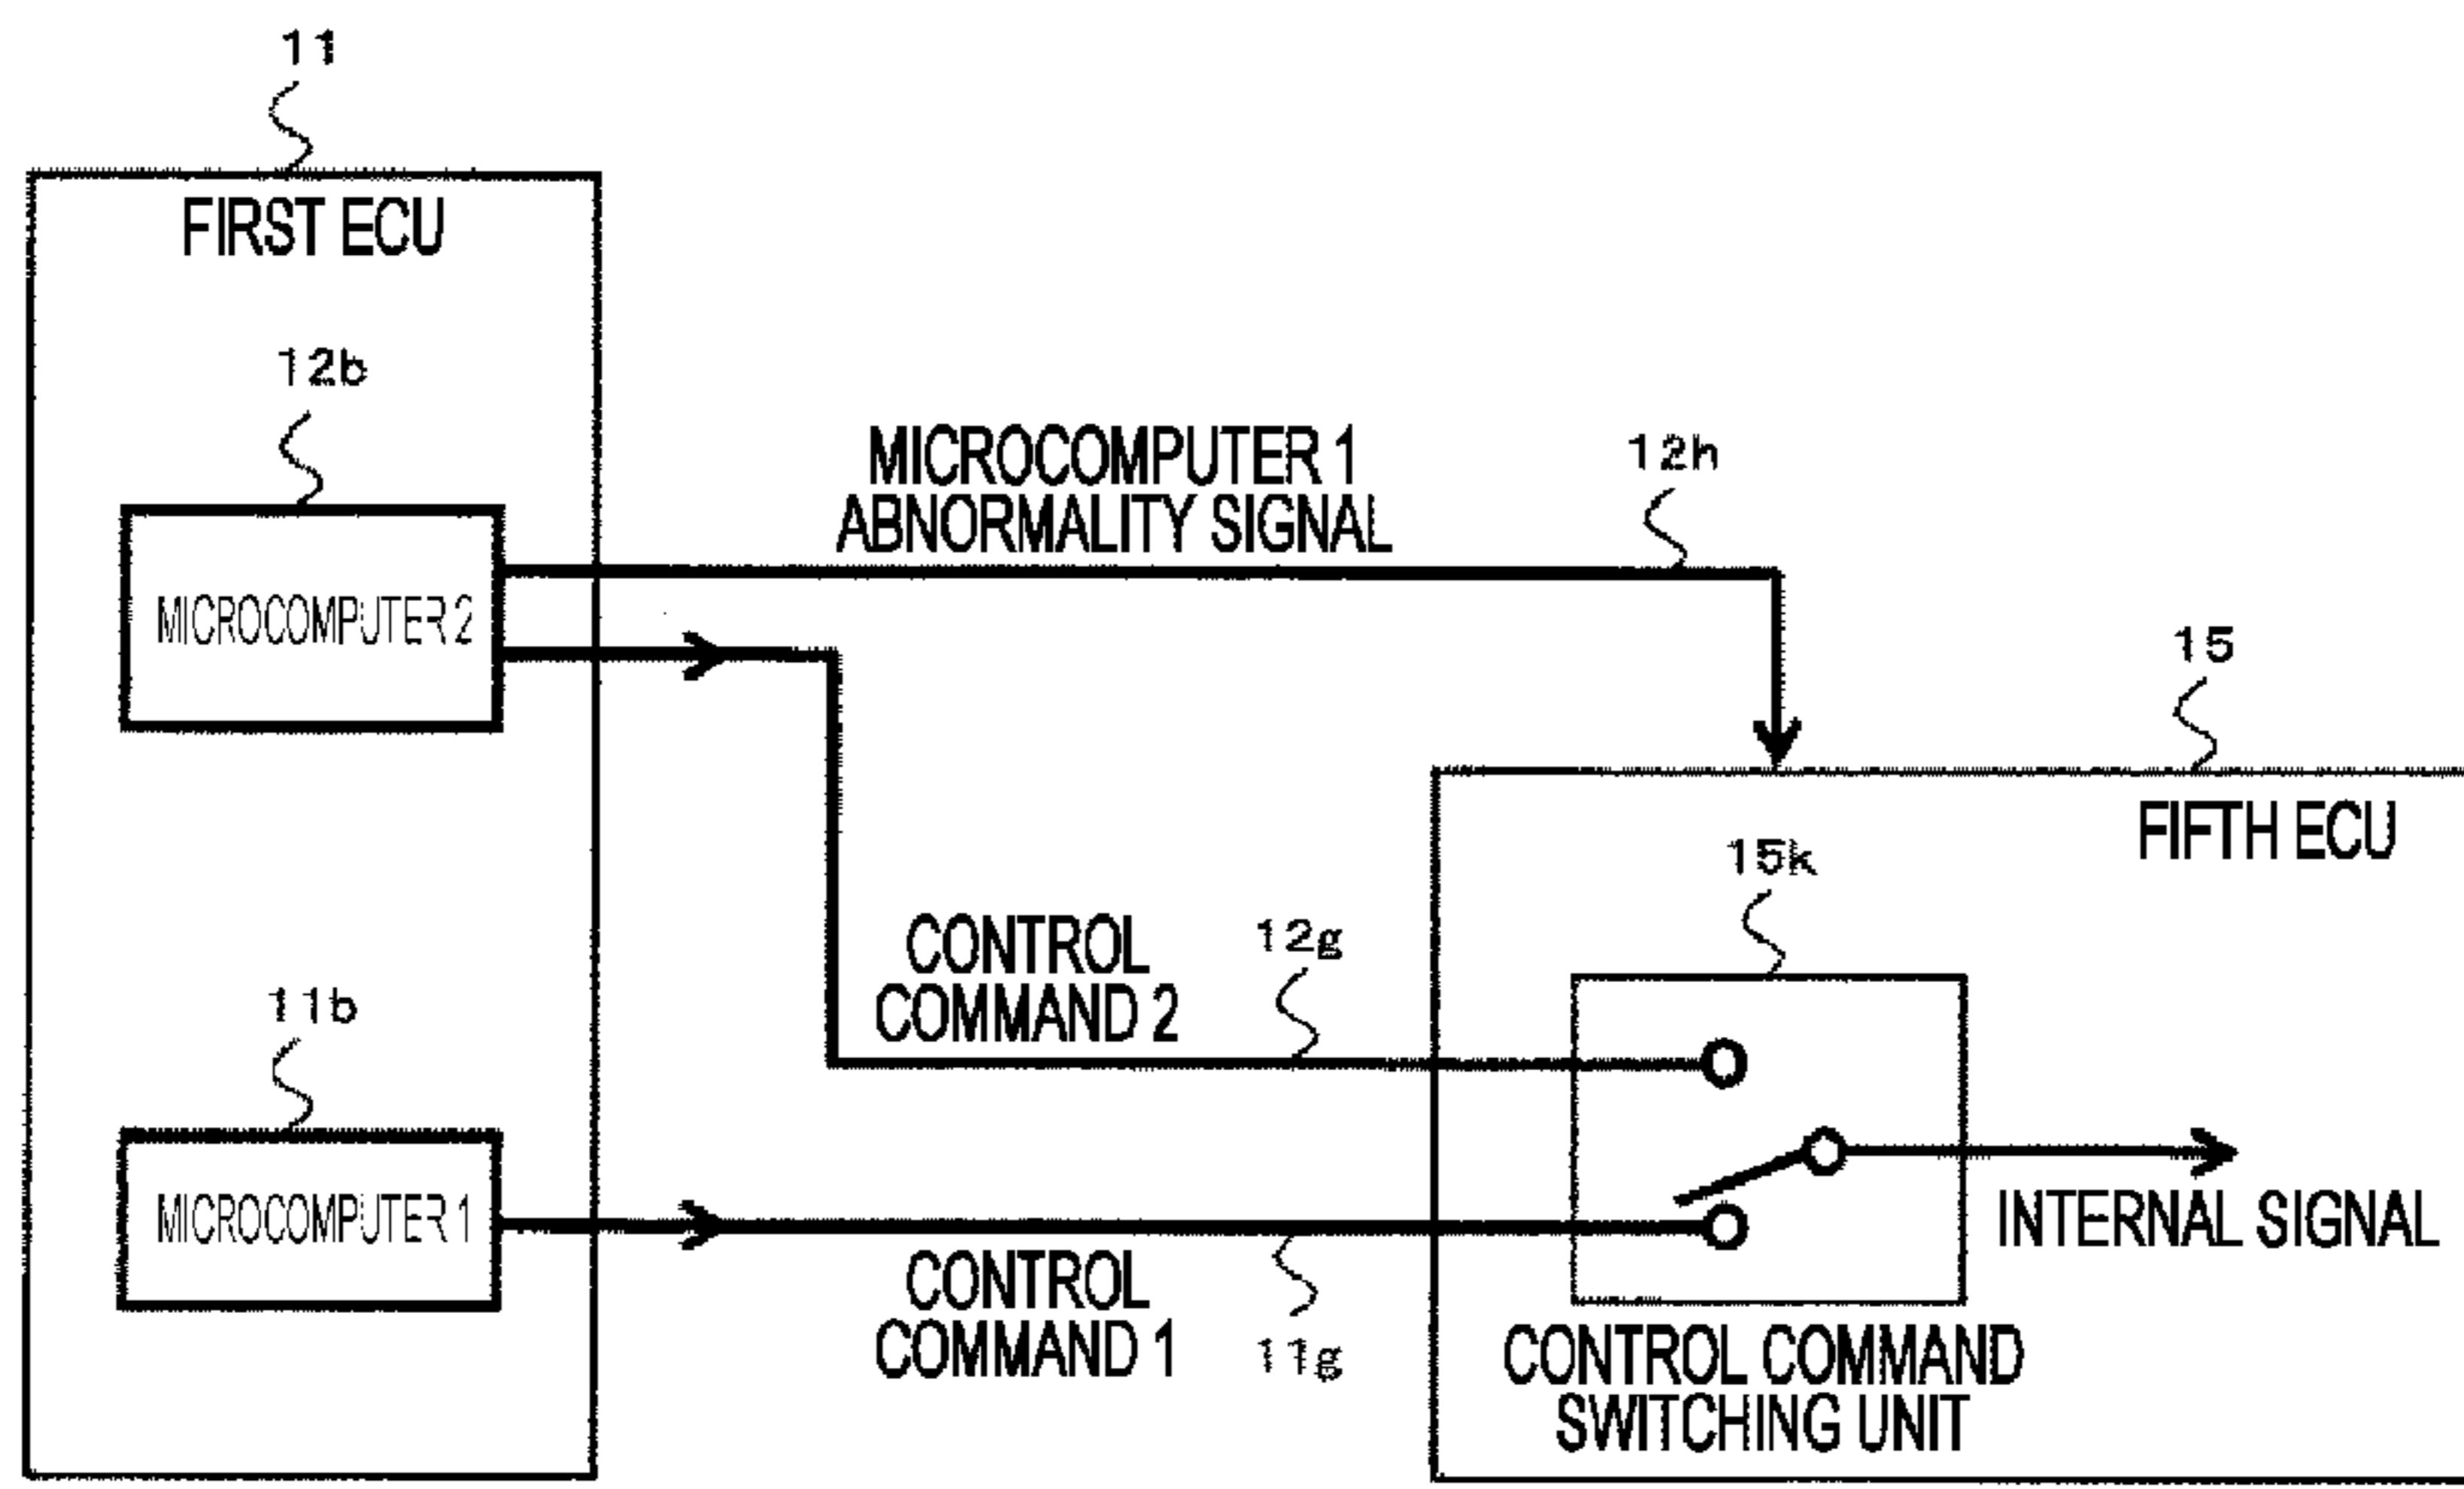 11
FIRST ECU
12b
MICROCOMPUTER 2
MICROCOMPUTER 1
ABNORMALITY SIGNAL
12h
15
FIFTH ECU
15k
CONTROL
COMMAND 2
12g
11b
MICROCOMPUTER 1
CONTROL
COMMAND 1
11g
INTERNAL SIGNAL
CONTROL COMMAND
SWITCHING UNIT